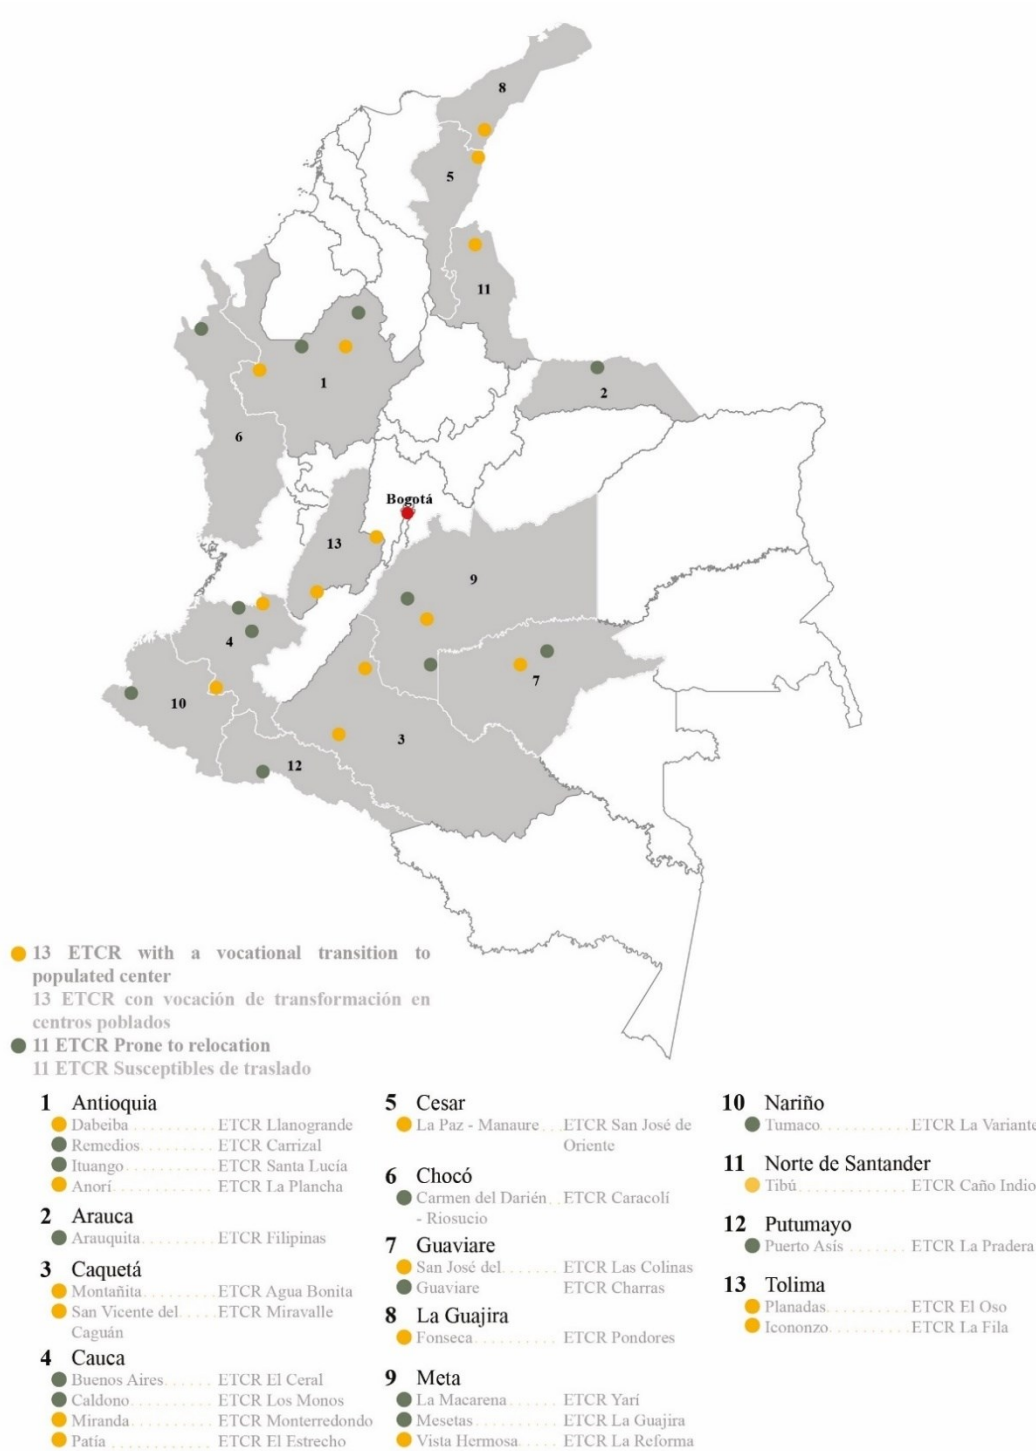 8
5
11
1
2
6
Bogotá
13
9
4
7
10
3
12
13 ETCR with a vocational transition to
populated center
13 ETCR con vocación de transformación en
centros poblados
11 ETCR Prone to relocation
11 ETCR Susceptibles de traslado
1 Antioquia
Dabeiba ETCR Llanogrande
Remedios ETCR Carrizal
Ituango ETCR Santa Lucía
Anorí ETCR La Plancha
2 Arauca
Arauquita ETCR Filipinas
3 Caquetá
Montañita ETCR Agua Bonita
San Vicente del ETCR Miravalle
Caguán
4 Cauca
Buenos Aires ETCR El Ceral
Caldono ETCR Los Monos
Miranda ETCR Monterredondo
Patía ETCR El Estrecho
5 Cesar
La Paz - Manaure ETCR San José de
Oriente
6 Chocó
Carmen del Darién ETCR Caracolí
- Riosucio
7 Guaviare
San José del ETCR Las Colinas
Guaviare ETCR Charras
8 La Guajira
Fonseca ETCR Pondores
9 Meta
La Macarena ETCR Yarí
Mesetas ETCR La Guajira
Vista Hermosa ETCR La Reforma
10 Nariño
Tumaco ETCR La Variante
11 Norte de Santander
Tibú ETCR Caño Indio
12 Putumayo
Puerto Asís ETCR La Pradera
13 Tolima
Planadas ETCR El Oso
Icononzo ETCR La Fila